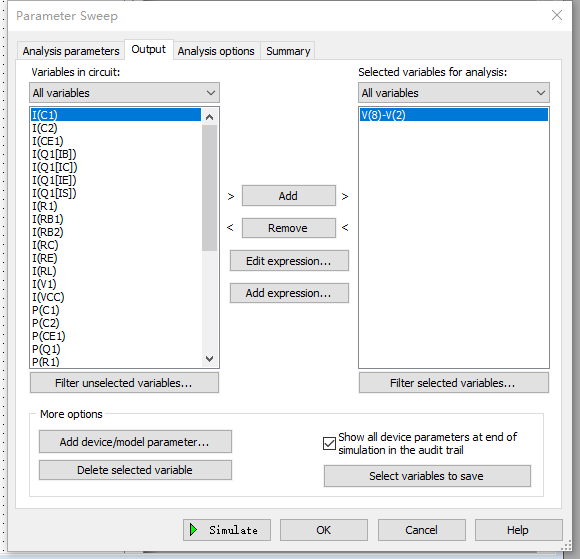 Parameter Sweep
Analysis parameters
Output
Analysis options
Summary
Variables in circuit:
All variables
I(C1)
I(C2)
I(CE1)
I(Q1[IB])
I(Q1[IC])
I(Q1[IE])
I(Q1[IS])
I(R1)
I(RB1)
I(RB2)
I(RC)
I(RE)
I(RL)
I(V1)
I(VCC)
P(C1)
P(C2)
P(CE1)
P(Q1)
P(R1)
Filter unselected variables...
> Add >
< Remove <
Edit expression...
Add expression...
Selected variables for analysis:
All variables
V(8)-V(2)
Filter selected variables...
More options
Add device/model parameter...
Delete selected variable
Show all device parameters at end of
simulation in the audit trail
Select variables to save
Simulate
OK
Cancel
Help